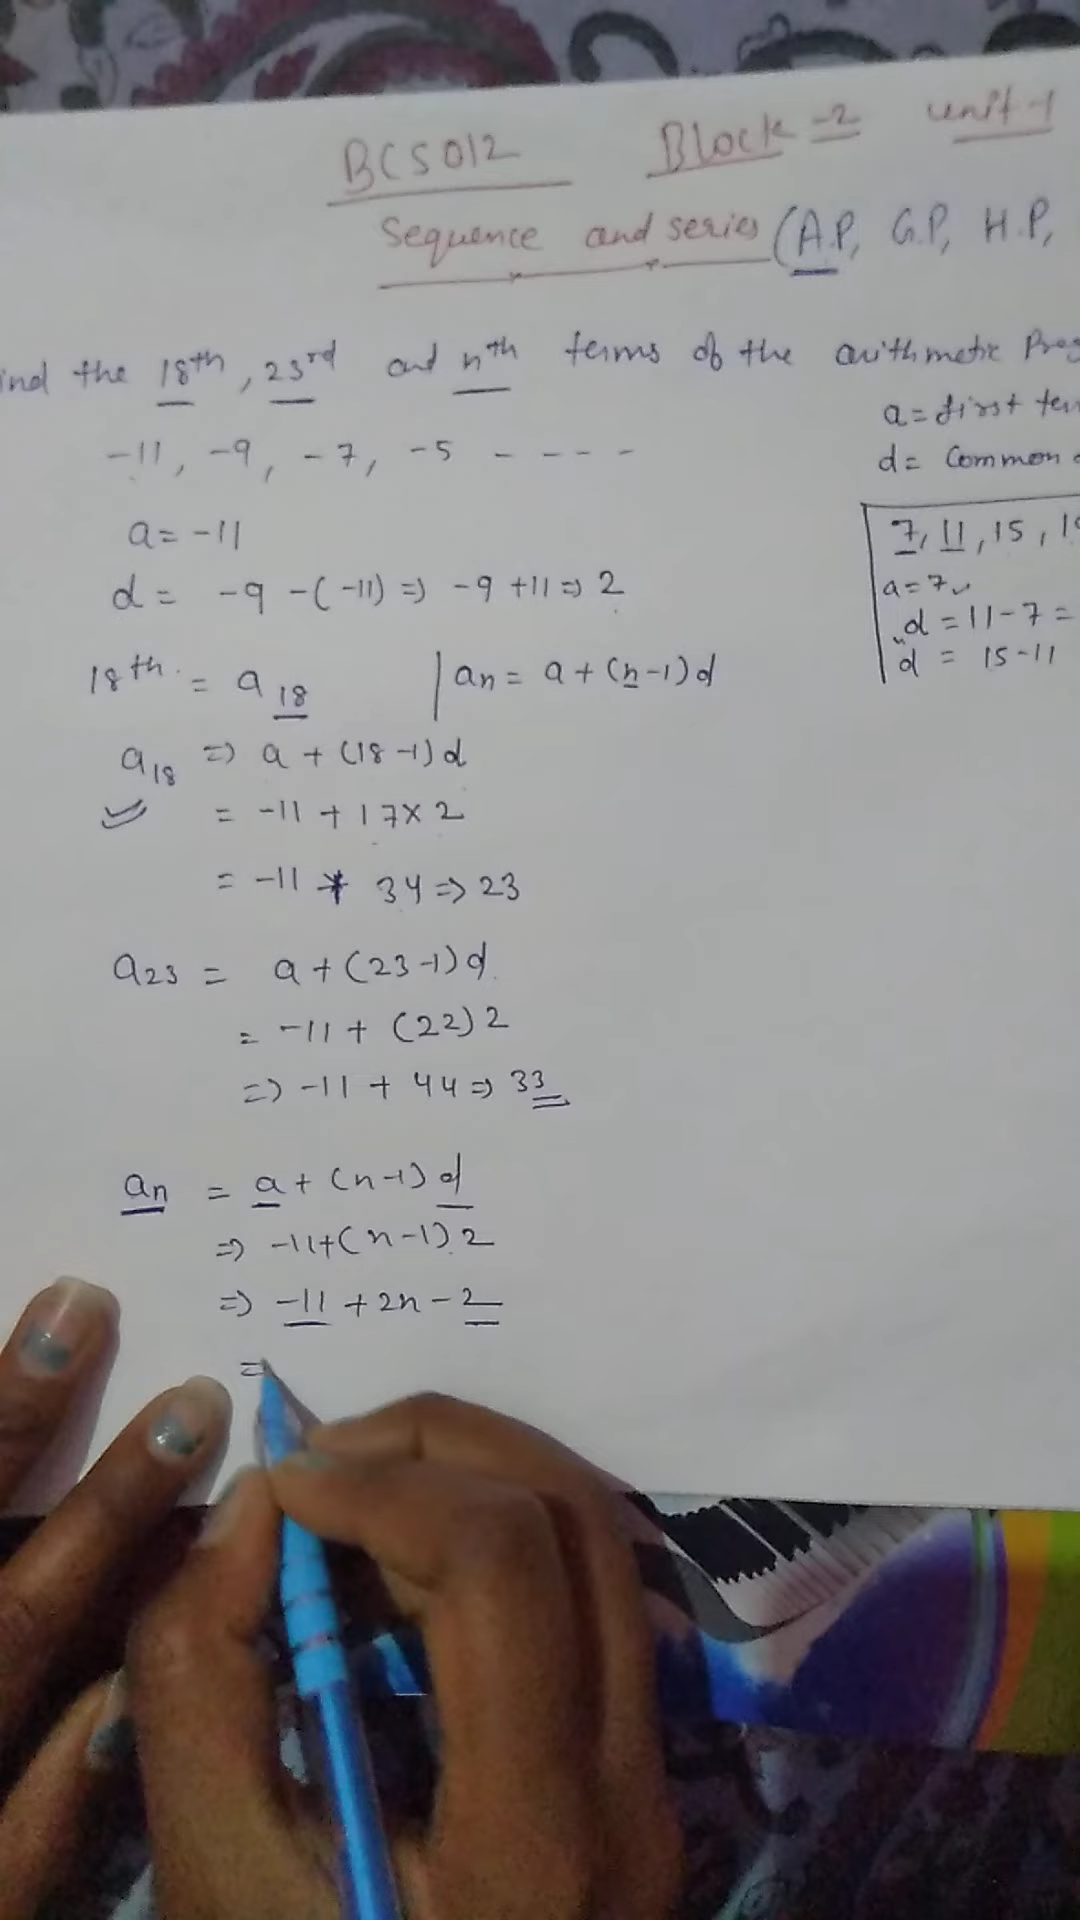 BCS012 Block-2 unit-1
Sequence and series (A.P, G.P, H.P,
ind the 18th, 23rd and nth terms of the arithmetic Prog
-11, -9, -7, -5 - - - -
a = first ter
d = Common
a = -11
d = -9 -(-11) => -9 +11 => 2
7, 11, 15, 19
a = 7
d = 11-7 =
d = 15-11
18th = a18 | an = a + (n-1)d
a18 => a + (18-1)d
= -11 + 17×2
= -11 + 34 => 23
a23 = a + (23-1)d
= -11 + (22)2
=> -11 + 44 => 33
an = a + (n-1)d
=> -11+(n-1)2
=> -11 + 2n - 2
=